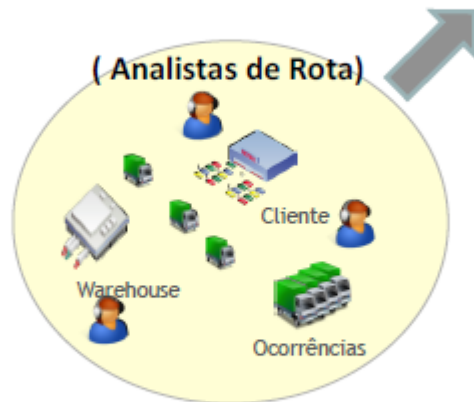 ( Analistas de Rota)
Cliente
Warehouse
Ocorrências